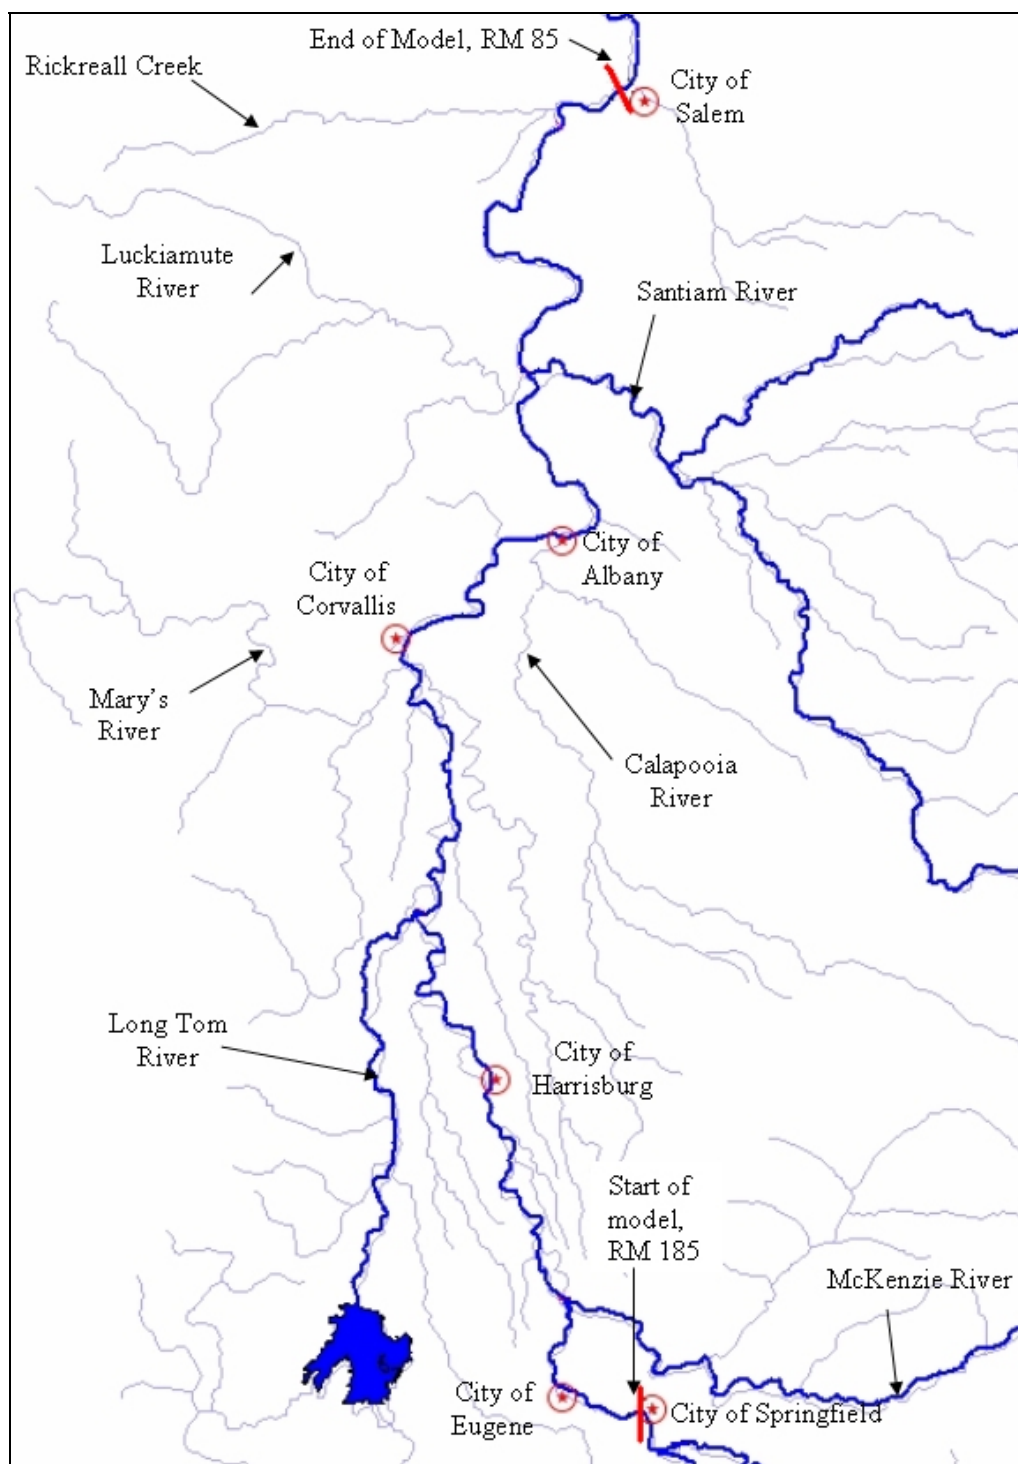 End of Model, RM 85
Rickreall Creek
City of
Salem
Luckiamute
River
Santiam River
City of
Albany
City of
Corvallis
Mary's
River
Calapooia
River
Long Tom
River
City of
Harrisburg
Start of
model,
RM 185
McKenzie River
City of
Eugene
City of Springfield